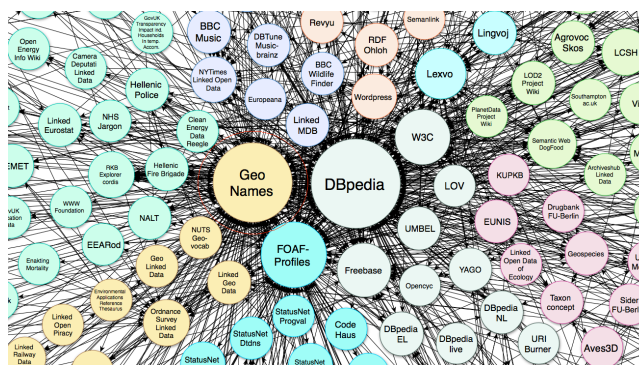 GovUK
Transparency
Impact ind.
Households
In temp.
Accom.
BBC
Music
DBTune
Music-
brainz
Revyu
Semanlink
RDF
Ohloh
Lingvoj
Agrovoc
Skos
LCSH
Open
Energy
Info Wiki
Camera
Deputati
Linked
Data
Hellenic
Police
NYTimes
Linked Open
Data
BBC
Wildlife
Finder
Lexvo
LOD2
Project
Wiki
Europeana
Wordpress
Southampton
ac.uk
Linked
Eurostat
NHS
Jargon
Clean
Energy
Data
Reegle
Linked
MDB
W3C
PlanetData
Project
Wiki
Semantic Web
DogFood
EMET
RKB
Explorer
cordis
Hellenic
Fire Brigade
Geo
Names
DBpedia
LOV
KUPKB
Archiveshub
Linked
Data
WWW
Foundation
NALT
EUNIS
Drugbank
FU-Berlin
EEARod
NUTS
Geo-
vocab
FOAF-
Profiles
UMBEL
Enakting
Mortality
Geo
Linked
Data
Linked
Geo
Data
Freebase
YAGO
Linked
Open Data
of
Ecology
Geospecies
Environmental
Applications
Reference
Thesaurus
Opencyc
Taxon
concept
Linked
Open
Piracy
Ordnance
Survey
Linked
Data
StatusNet
Progval
Code
Haus
DBpedia
EL
DBpedia
NL
FU-Berlin
StatusNet
Dtdns
DBpedia
live
URI
Burner
Aves3D
Linked
Railway
Data
StatusNet
StatusNet